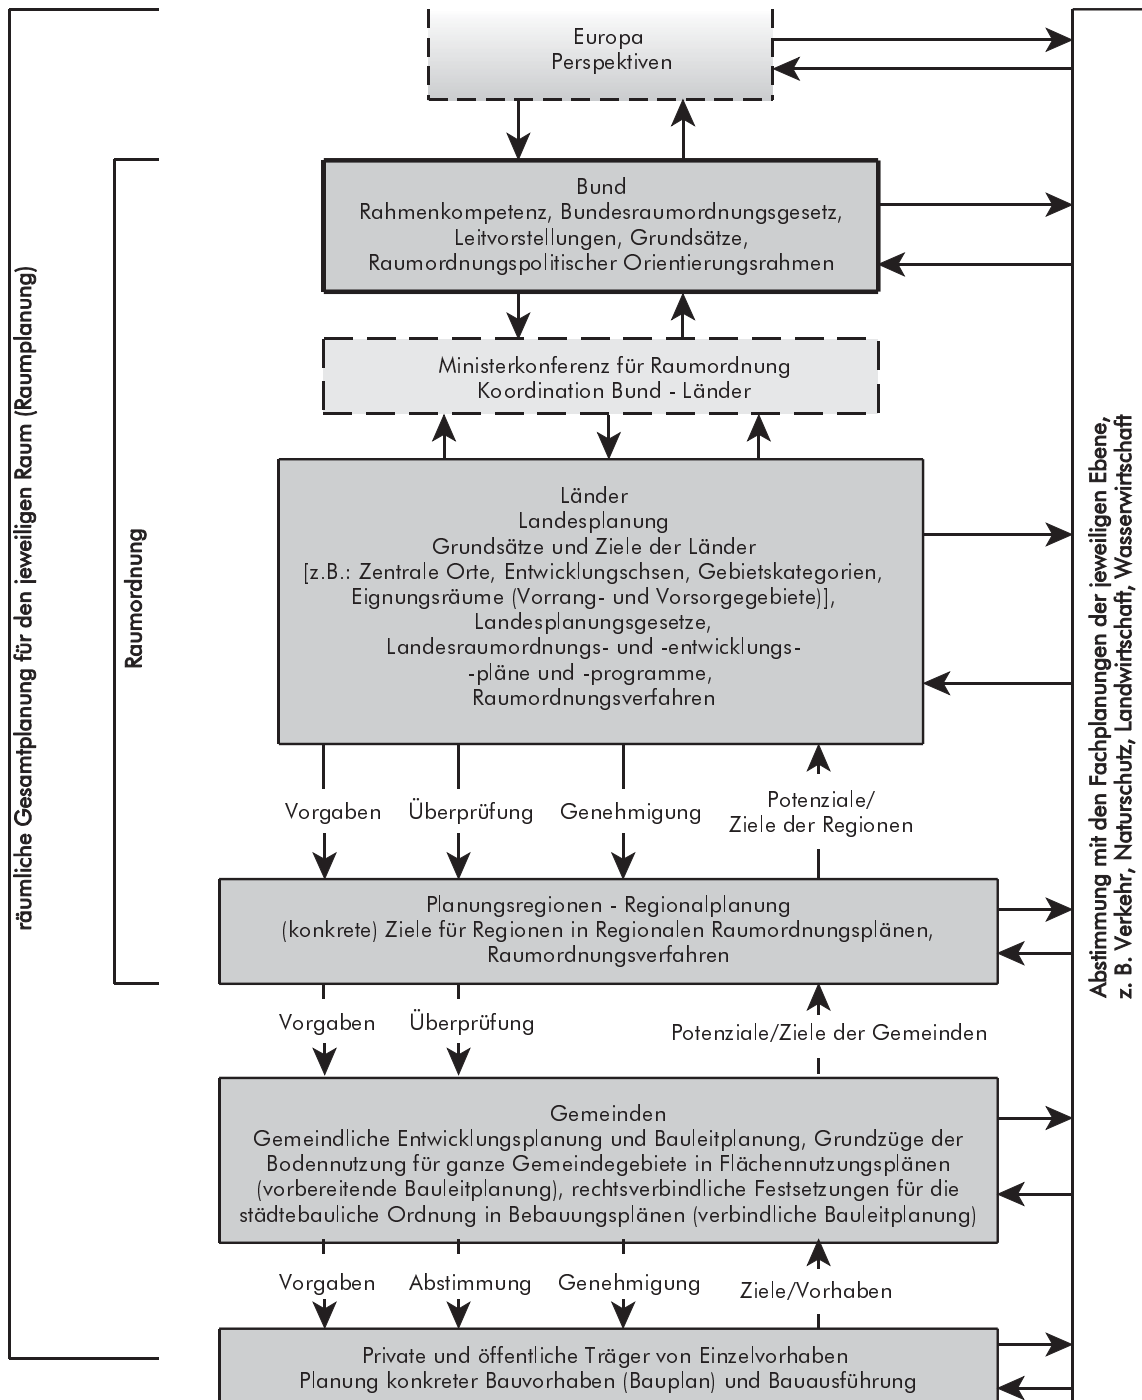 Europa
Perspektiven
Bund
Rahmenkompetenz, Bundesraumordnungsgesetz,
Leitvorstellungen, Grundsätze,
Raumordnungspolitischer Orientierungsrahmen
Ministerkonferenz für Raumordnung
Koordination Bund - Länder
Länder
Landesplanung
Grundsätze und Ziele der Länder
[z.B.: Zentrale Orte, Entwicklungschsen, Gebietskategorien,
Eignungsräume (Vorrang- und Vorsorgegebiete)],
Landesplanungsgesetze,
Landesraumordnungs- und -entwicklungs-
-pläne und -programme,
Raumordnungsverfahren
Vorgaben
Überprüfung
Genehmigung
Potenziale/
Ziele der Regionen
Planungsregionen - Regionalplanung
(konkrete) Ziele für Regionen in Regionalen Raumordnungsplänen,
Raumordnungsverfahren
Vorgaben
Überprüfung
Potenziale/Ziele der Gemeinden
Gemeinden
Gemeindliche Entwicklungsplanung und Bauleitplanung, Grundzüge der
Bodennutzung für ganze Gemeindegebiete in Flächennutzungsplänen
(vorbereitende Bauleitplanung), rechtsverbindliche Festsetzungen für die
städtebauliche Ordnung in Bebauungsplänen (verbindliche Bauleitplanung)
Vorgaben
Abstimmung
Genehmigung
Ziele/Vorhaben
Private und öffentliche Träger von Einzelvorhaben
Planung konkreter Bauvorhaben (Bauplan) und Bauausführung
räumliche Gesamtplanung für den jeweiligen Raum (Raumplanung)
Raumordnung
Abstimmung mit den Fachplanungen der jeweiligen Ebene,
z. B. Verkehr, Naturschutz, Landwirtschaft, Wasserwirtschaft